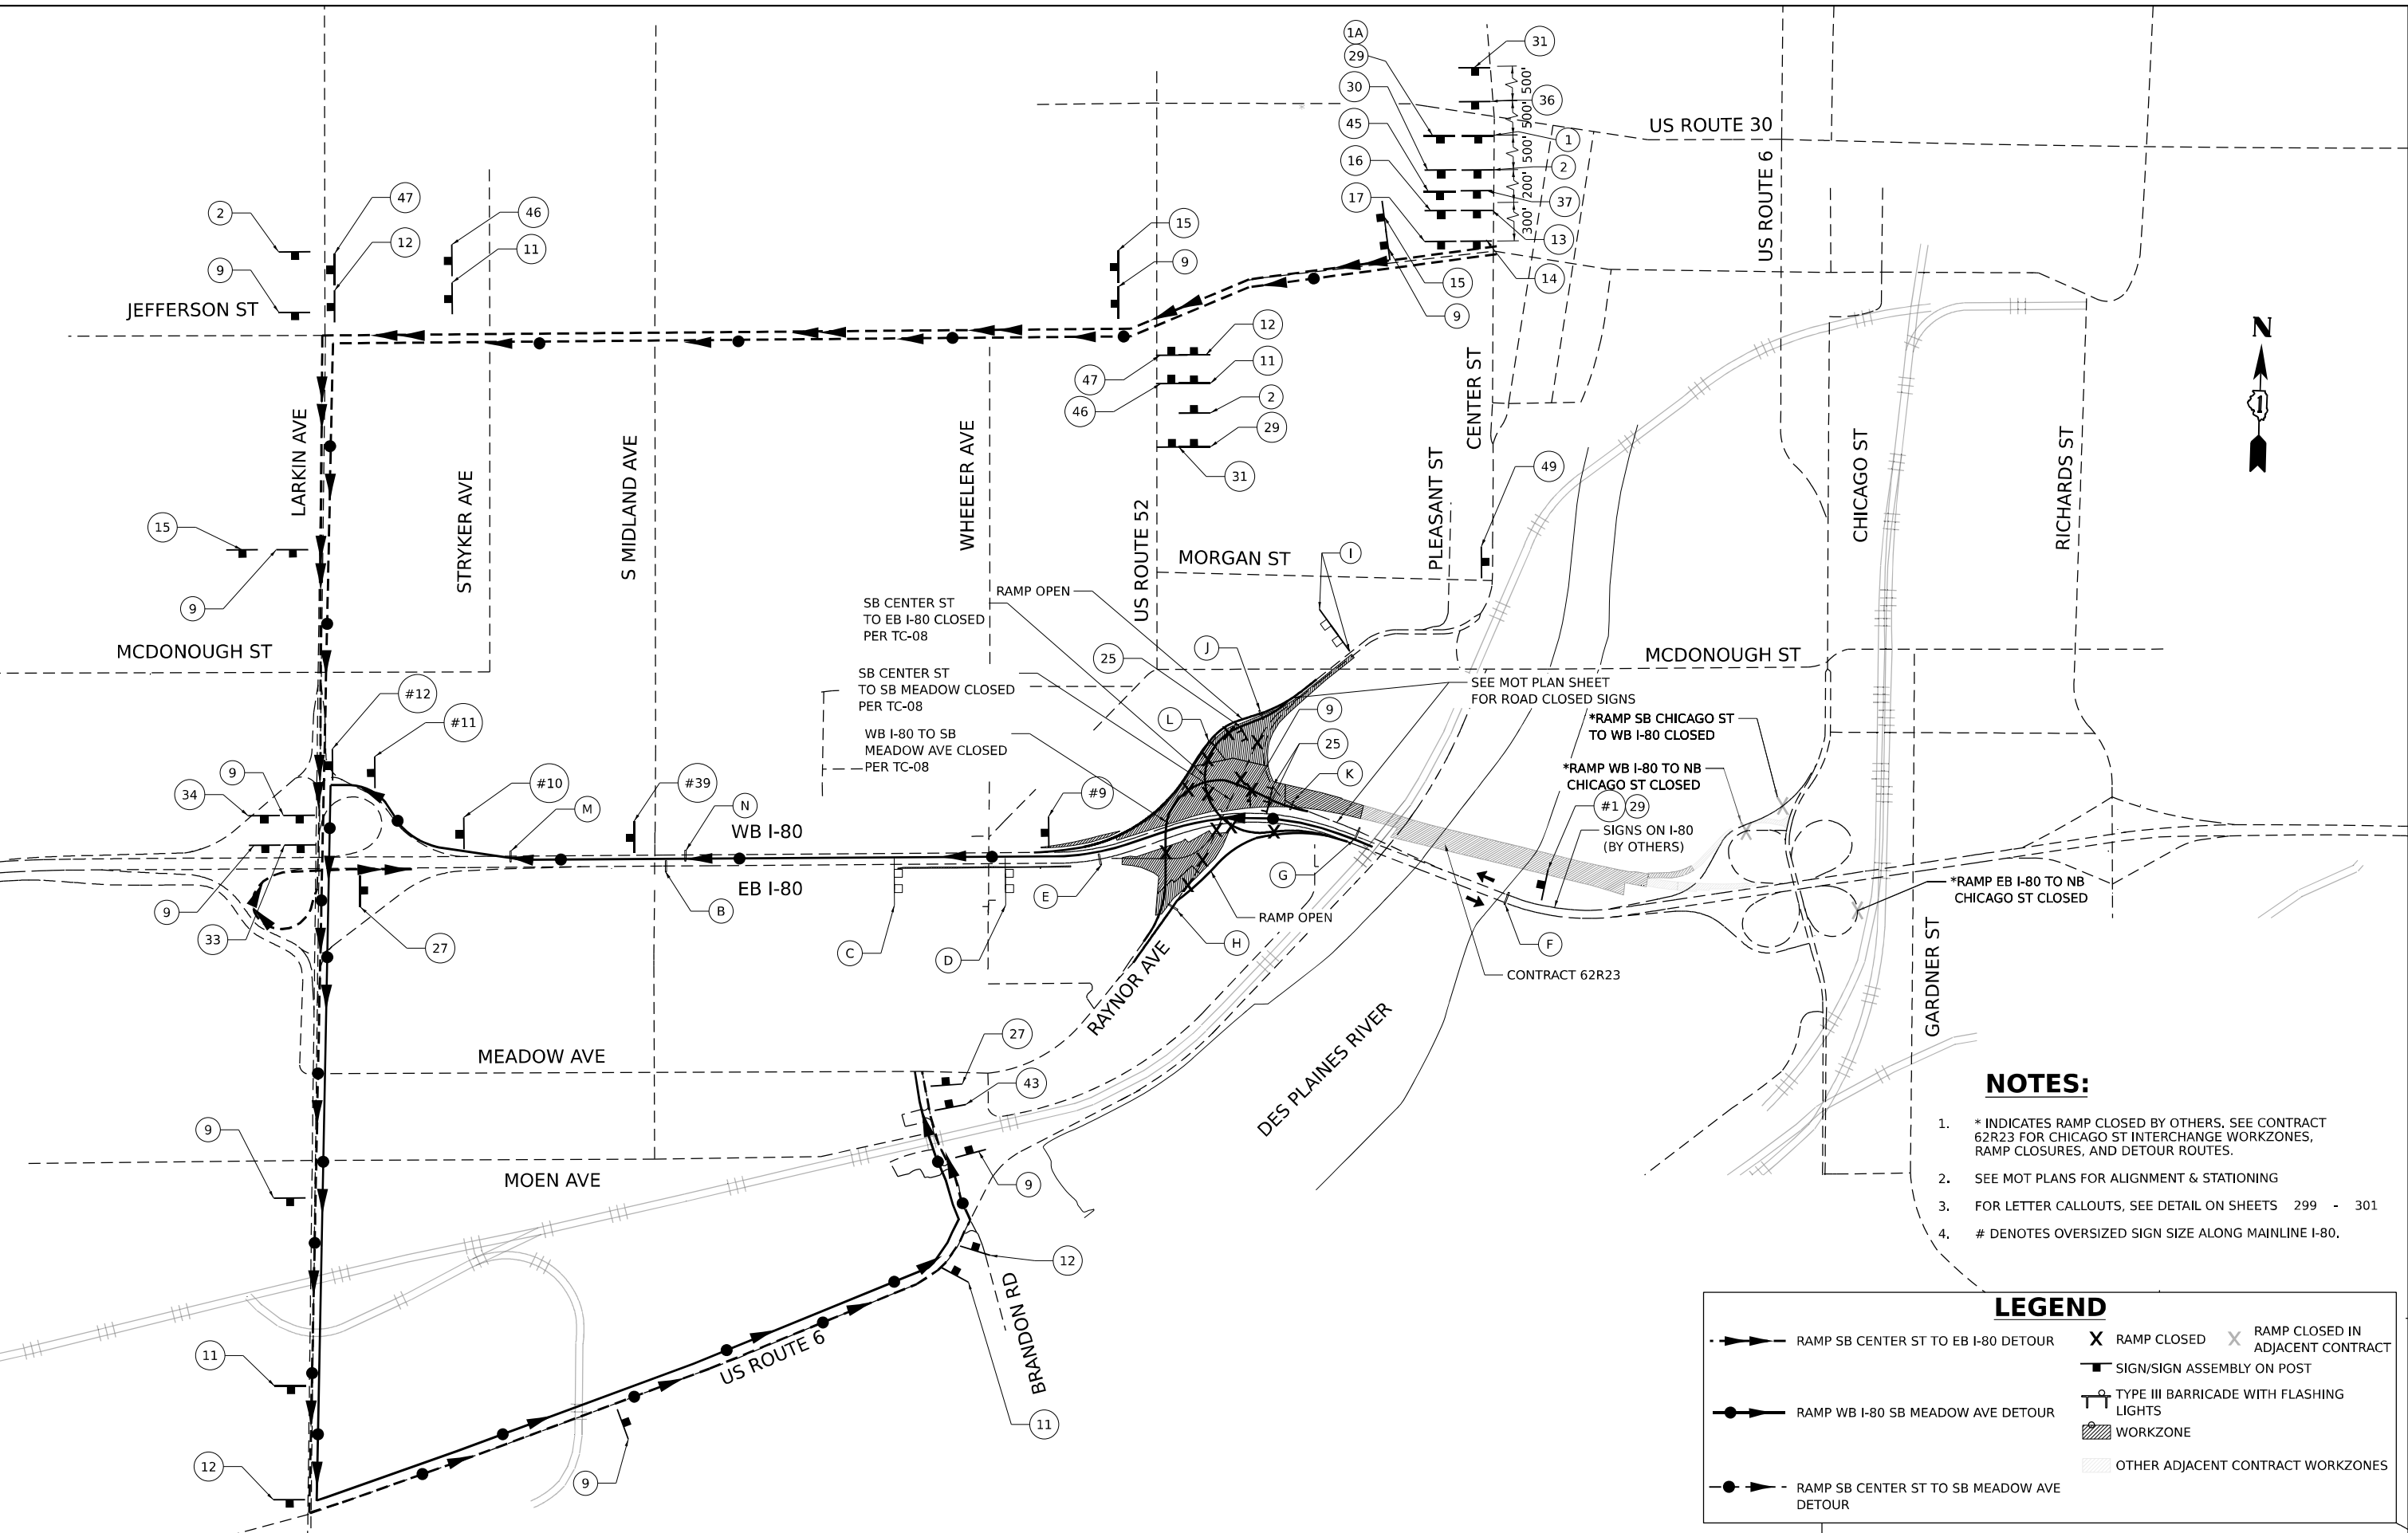 1A
31
29
30
36
45
1
US ROUTE 30
16
2
17
37
13
14
15
9
500'
500'
500'
200'
300'
US ROUTE 6
2
47
46
12
11
9
JEFFERSON ST
15
9
12
11
47
46
2
29
31
N
1
LARKIN AVE
STRYKER AVE
S MIDLAND AVE
WHEELER AVE
US ROUTE 52
PLEASANT ST
CENTER ST
CHICAGO ST
RICHARDS ST
49
15
9
MORGAN ST
I
RAMP OPEN
SB CENTER ST
TO EB I-80 CLOSED
PER TC-08
MCDONOUGH ST
25
J
MCDONOUGH ST
SB CENTER ST
TO SB MEADOW CLOSED
PER TC-08
SEE MOT PLAN SHEET
FOR ROAD CLOSED SIGNS
#12
#11
L
9
*RAMP SB CHICAGO ST
TO WB I-80 CLOSED
WB I-80 TO SB
MEADOW AVE CLOSED
PER TC-08
25
K
*RAMP WB I-80 TO NB
CHICAGO ST CLOSED
9
34
#10
M
#39
N
#9
#1
29
SIGNS ON I-80
(BY OTHERS)
WB I-80
EB I-80
G
E
*RAMP EB I-80 TO NB
CHICAGO ST CLOSED
9
33
27
B
C
D
RAMP OPEN
H
F
RAYNOR AVE
CONTRACT 62R23
GARDNER ST
DES PLAINES RIVER
27
MEADOW AVE
43
9
MOEN AVE
9
12
BRANDON RD
US ROUTE 6
11
11
12
9
NOTES:
1. * INDICATES RAMP CLOSED BY OTHERS. SEE CONTRACT
62R23 FOR CHICAGO ST INTERCHANGE WORKZONES,
RAMP CLOSURES, AND DETOUR ROUTES.
2. SEE MOT PLANS FOR ALIGNMENT & STATIONING
3. FOR LETTER CALLOUTS, SEE DETAIL ON SHEETS 299 - 301
4. # DENOTES OVERSIZED SIGN SIZE ALONG MAINLINE I-80.
LEGEND
RAMP SB CENTER ST TO EB I-80 DETOUR
RAMP WB I-80 SB MEADOW AVE DETOUR
RAMP SB CENTER ST TO SB MEADOW AVE
DETOUR
X RAMP CLOSED
X RAMP CLOSED IN
ADJACENT CONTRACT
SIGN/SIGN ASSEMBLY ON POST
TYPE III BARRICADE WITH FLASHING
LIGHTS
WORKZONE
OTHER ADJACENT CONTRACT WORKZONES